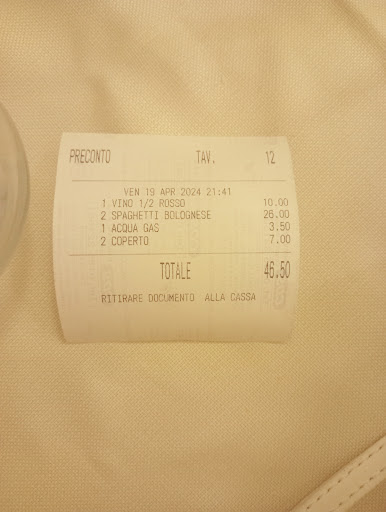 PRECONTO TAV. 12
VEN 19 APR 2024 21:41
1 VINO 1/2 ROSSO 10.00
2 SPAGHETTI BOLOGNESE 26.00
1 ACQUA GAS 3.50
2 COPERTO 7.00
TOTALE 46.50
RITIRARE DOCUMENTO ALLA CASSA